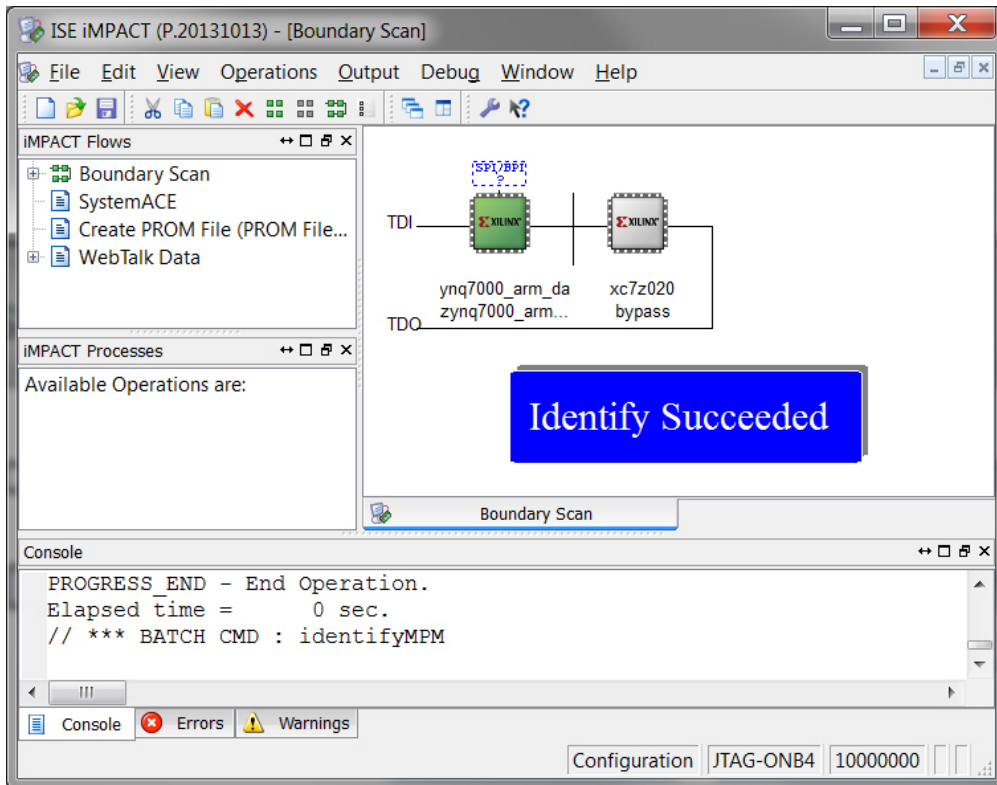 ISE iMPACT (P.20131013) - [Boundary Scan]
File Edit View Operations Output Debug Window Help
iMPACT Flows
Boundary Scan
SystemACE
Create PROM File (PROM File...
WebTalk Data
iMPACT Processes
Available Operations are:
SPI/BPI
?
TDI
XILINX
XILINX
ynq7000_arm_da
zynq7000_arm...
xc7z020
bypass
TDO
Identify Succeeded
Boundary Scan
Console
PROGRESS_END - End Operation.
Elapsed time = 0 sec.
// *** BATCH CMD : identifyMPM
Console Errors Warnings
Configuration JTAG-ONB4 10000000